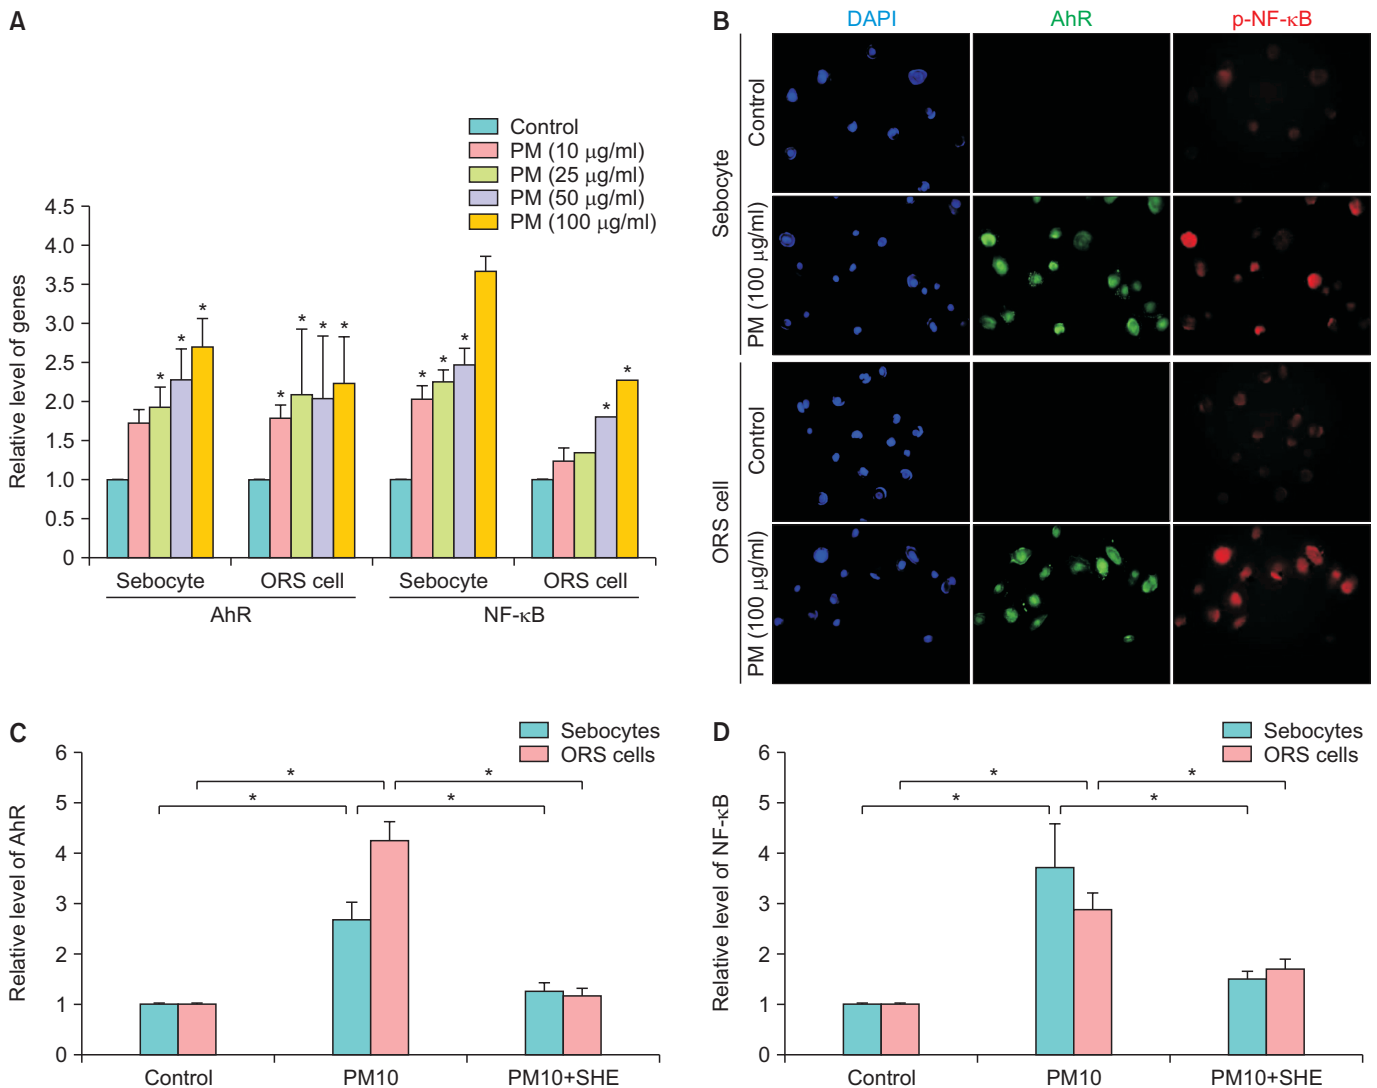 A
Control
PM (10 μg/ml)
PM (25 μg/ml)
PM (50 μg/ml)
PM (100 μg/ml)
Relative level of genes
4.5
4.0
3.5
3.0
2.5
2.0
1.5
1.0
0.5
0
* * *
* * * *
* * *
* *
Sebocyte ORS cell Sebocyte ORS cell
AhR NF-κB
B
DAPI AhR p-NF-κB
Sebocyte
Control
PM (100 μg/ml)
ORS cell
Control
PM (100 μg/ml)
C
Sebocytes
ORS cells
Relative level of AhR
6
5
4
3
2
1
0
* *
* *
Control PM10 PM10+SHE
D
Sebocytes
ORS cells
Relative level of NF-κB
6
5
4
3
2
1
0
* *
* *
Control PM10 PM10+SHE